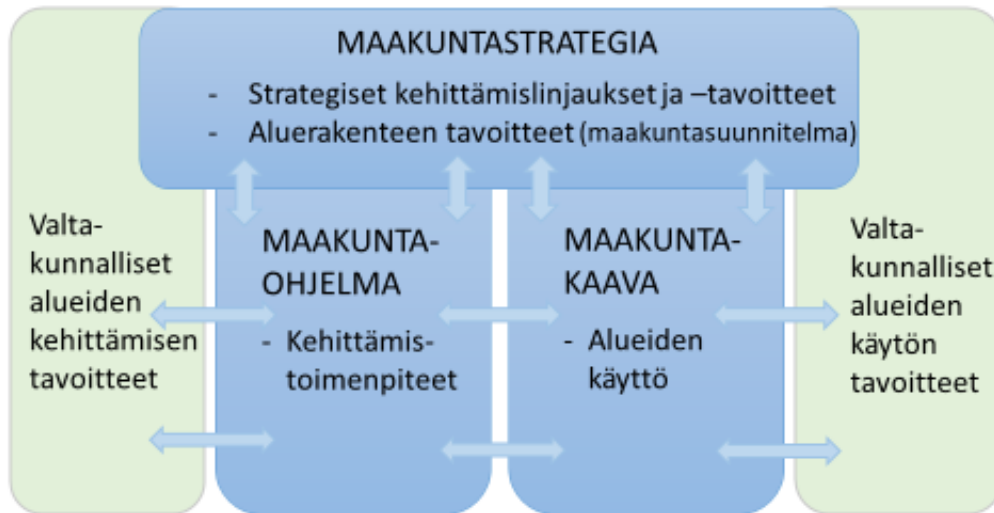 MAAKUNTASTRATEGIA
- Strategiset kehittämislinjaukset ja –tavoitteet
- Aluerakenteen tavoitteet (maakuntasuunnitelma)
Valta-
kunnalliset
alueiden
kehittämisen
tavoitteet
MAAKUNTA-
OHJELMA
- Kehittämis-
toimenpiteet
MAAKUNTA-
KAAVA
- Alueiden
käyttö
Valta-
kunnalliset
alueiden
käytön
tavoitteet